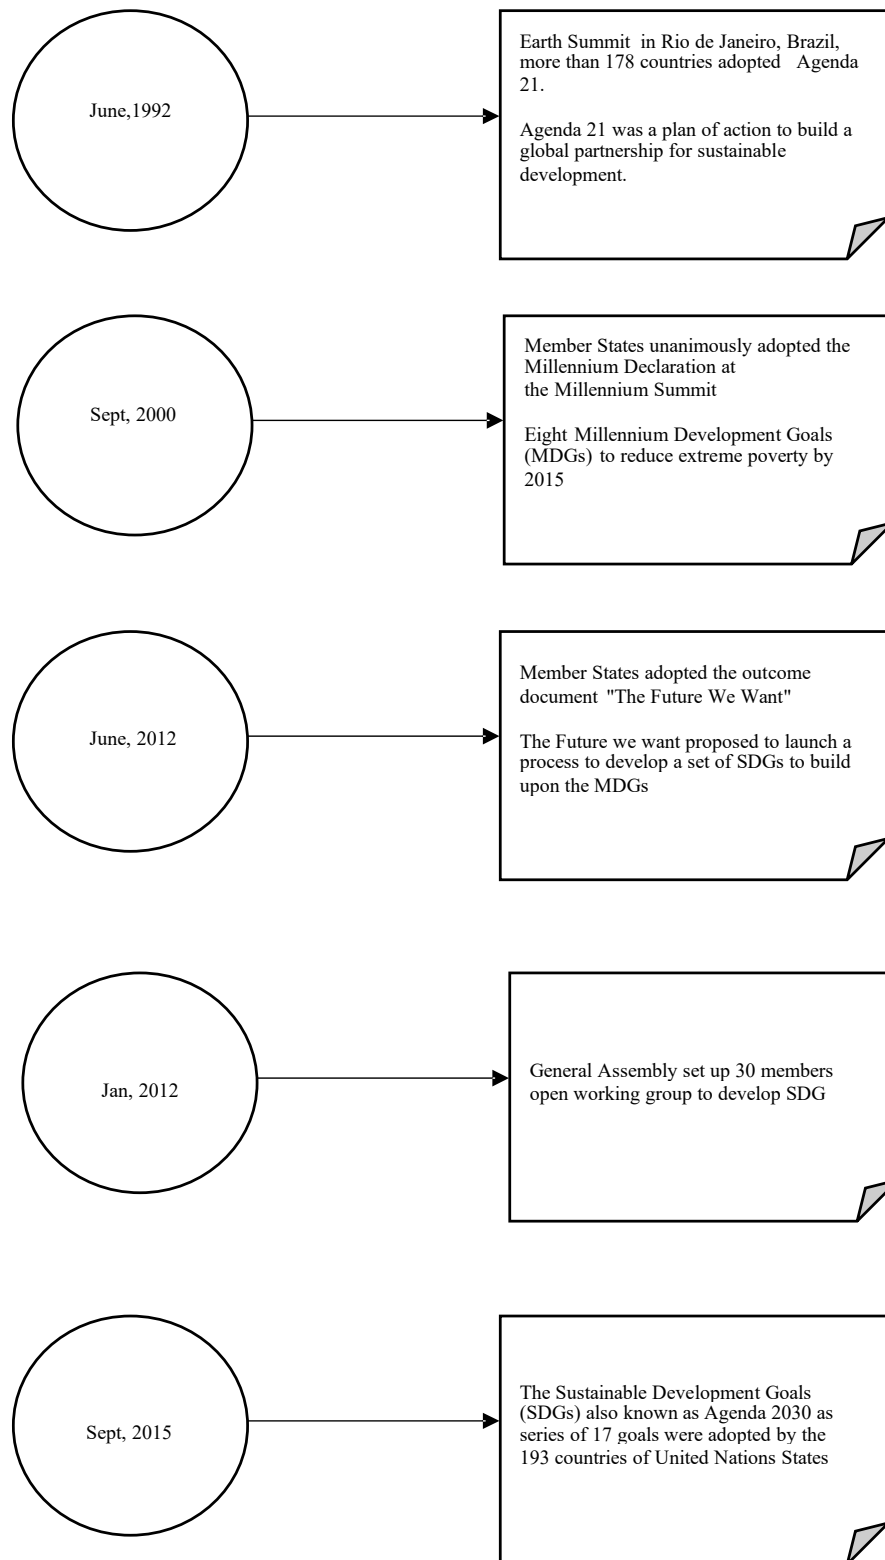 June,1992
Earth Summit in Rio de Janeiro, Brazil,
more than 178 countries adopted Agenda
21.
Agenda 21 was a plan of action to build a
global partnership for sustainable
development.
Sept, 2000
Member States unanimously adopted the
Millennium Declaration at
the Millennium Summit
Eight Millennium Development Goals
(MDGs) to reduce extreme poverty by
2015
June, 2012
Member States adopted the outcome
document "The Future We Want"
The Future we want proposed to launch a
process to develop a set of SDGs to build
upon the MDGs
Jan, 2012
General Assembly set up 30 members
open working group to develop SDG
Sept, 2015
The Sustainable Development Goals
(SDGs) also known as Agenda 2030 as
series of 17 goals were adopted by the
193 countries of United Nations States